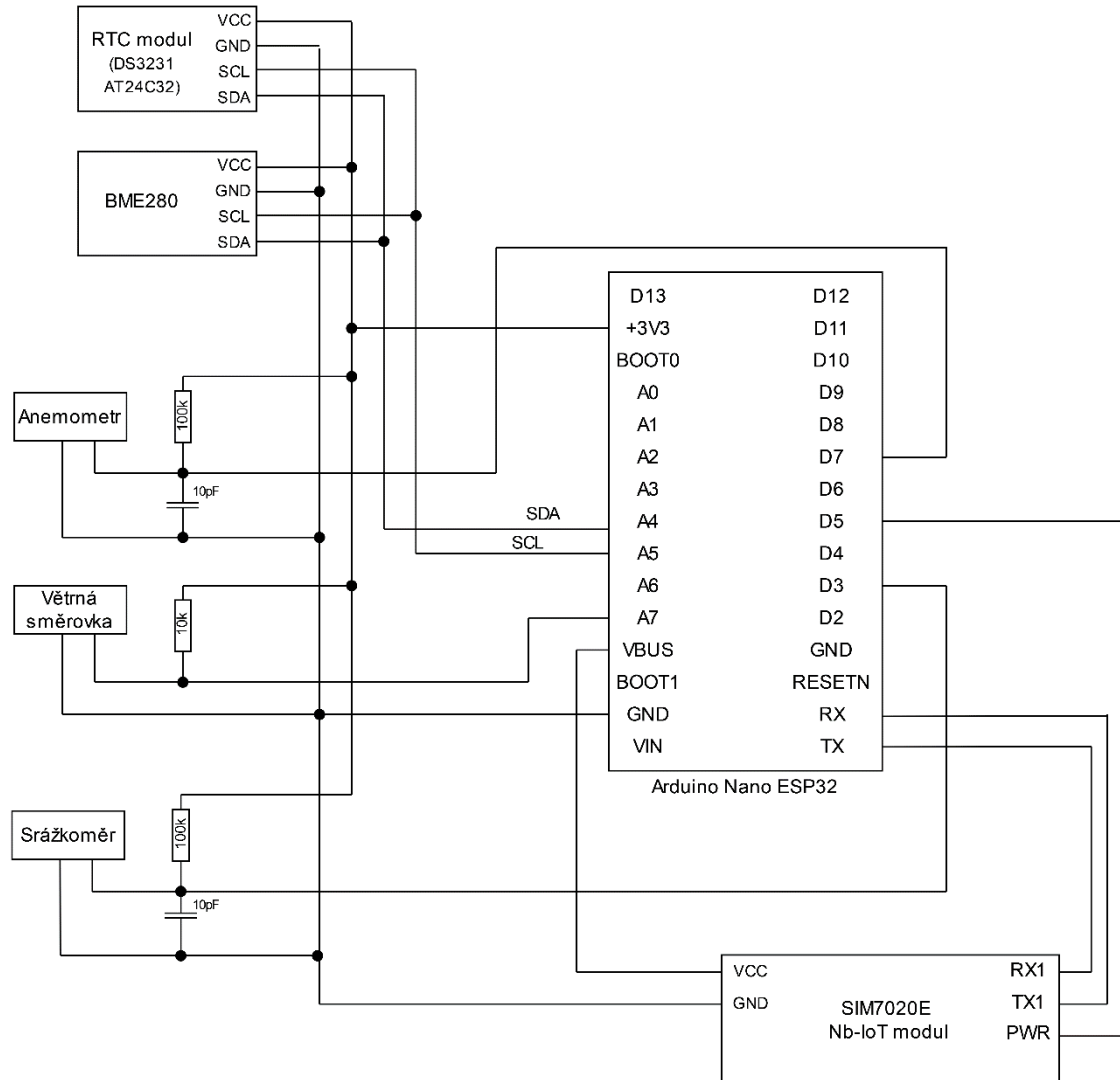 RTC modul
(DS3231
AT24C32)
VCC
GND
SCL
SDA
BME280
VCC
GND
SCL
SDA
Anemometr
100k
10pF
Větrná
směrovka
10k
Srážkoměr
100k
10pF
SDA
SCL
D13
+3V3
BOOT0
A0
A1
A2
A3
A4
A5
A6
A7
VBUS
BOOT1
GND
VIN
D12
D11
D10
D9
D8
D7
D6
D5
D4
D3
D2
GND
RESETN
RX
TX
Arduino Nano ESP32
VCC
GND
SIM7020E
Nb-IoT modul
RX1
TX1
PWR